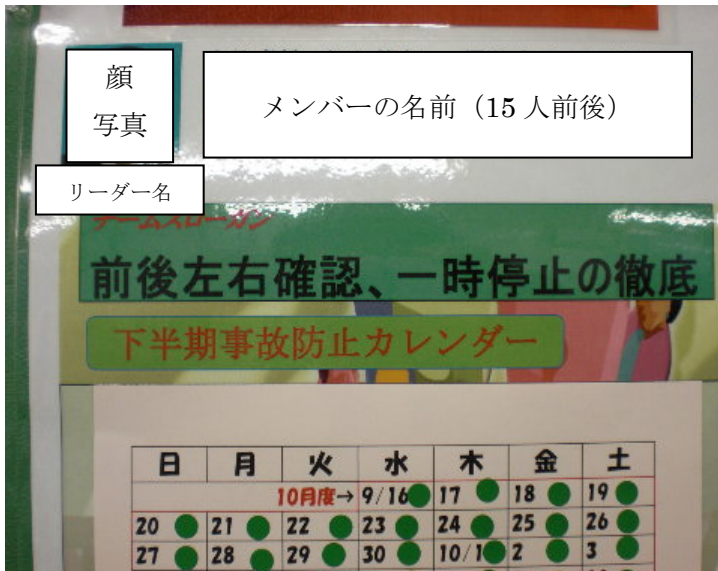 顔
写真
メンバーの名前（15 人前後）
リーダー名
チームスローガン
前後左右確認、一時停止の徹底
下半期事故防止カレンダー
日 月 火 水 木 金 土
10月度→ 9/16 17 18 19
20 21 22 23 24 25 26
27 28 29 30 10/1 2 3